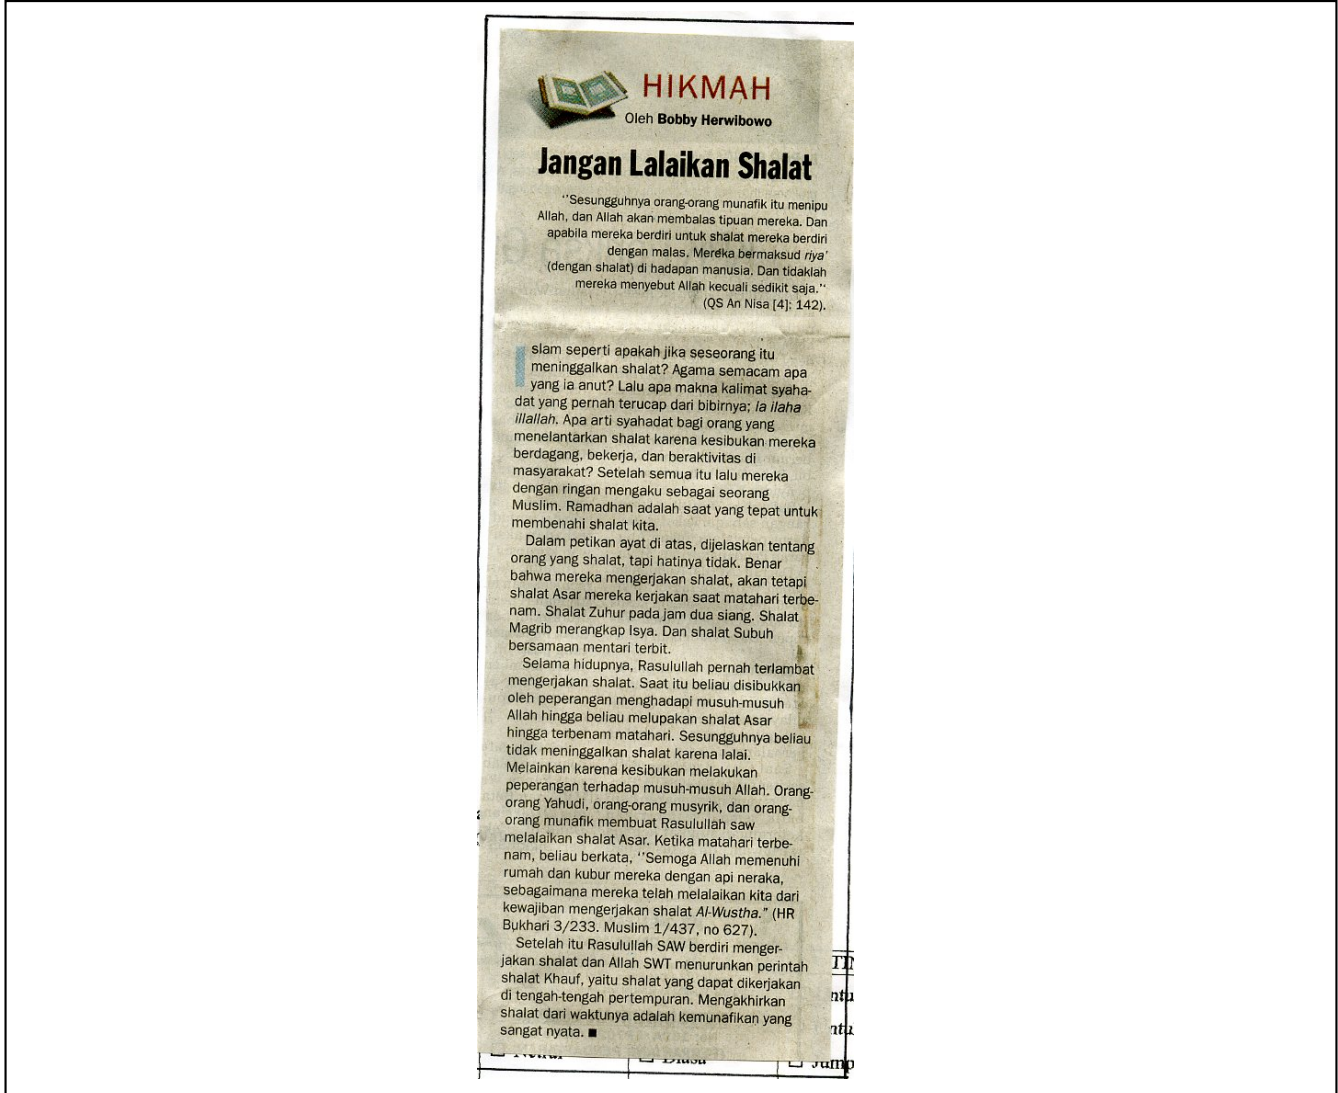 HIKMAH
Oleh Bobby Herwibowo
Jangan Lalaikan Shalat
‘’Sesungguhnya orang-orang munafik itu menipu
Allah, dan Allah akan membalas tipuan mereka. Dan
apabila mereka berdiri untuk shalat mereka berdiri
dengan malas. Mereka bermaksud riya’
(dengan shalat) di hadapan manusia. Dan tidaklah
mereka menyebut Allah kecuali sedikit saja.’‘
(QS An Nisa [4]: 142).
Islam seperti apakah jika seseorang itu
meninggalkan shalat? Agama semacam apa
yang ia anut? Lalu apa makna kalimat syaha-
dat yang pernah terucap dari bibirnya; la ilaha
illallah. Apa arti syahadat bagi orang yang
menelantarkan shalat karena kesibukan mereka
berdagang, bekerja, dan beraktivitas di
masyarakat? Setelah semua itu lalu mereka
dengan ringan mengaku sebagai seorang
Muslim. Ramadhan adalah saat yang tepat untuk
membenahi shalat kita.
Dalam petikan ayat di atas, dijelaskan tentang
orang yang shalat, tapi hatinya tidak. Benar
bahwa mereka mengerjakan shalat, akan tetapi
shalat Asar mereka kerjakan saat matahari terbe-
nam. Shalat Zuhur pada jam dua siang. Shalat
Magrib merangkap Isya. Dan shalat Subuh
bersamaan mentari terbit.
Selama hidupnya, Rasulullah pernah terlambat
mengerjakan shalat. Saat itu beliau disibukkan
oleh peperangan menghadapi musuh-musuh
Allah hingga beliau melupakan shalat Asar
hingga terbenam matahari. Sesungguhnya beliau
tidak meninggalkan shalat karena lalai.
Melainkan karena kesibukan melakukan
peperangan terhadap musuh-musuh Allah. Orang-
orang Yahudi, orang-orang musyrik, dan orang-
orang munafik membuat Rasulullah saw
melalaikan shalat Asar. Ketika matahari terbe-
nam, beliau berkata, ‘’Semoga Allah memenuhi
rumah dan kubur mereka dengan api neraka,
sebagaimana mereka telah melalaikan kita dari
kewajiban mengerjakan shalat Al-Wustha.” (HR
Bukhari 3/233. Muslim 1/437, no 627).
Setelah itu Rasulullah SAW berdiri menger-
jakan shalat dan Allah SWT menurunkan perintah
shalat Khauf, yaitu shalat yang dapat dikerjakan
di tengah-tengah pertempuran. Mengakhirkan
shalat dari waktunya adalah kemunafikan yang
sangat nyata. ■